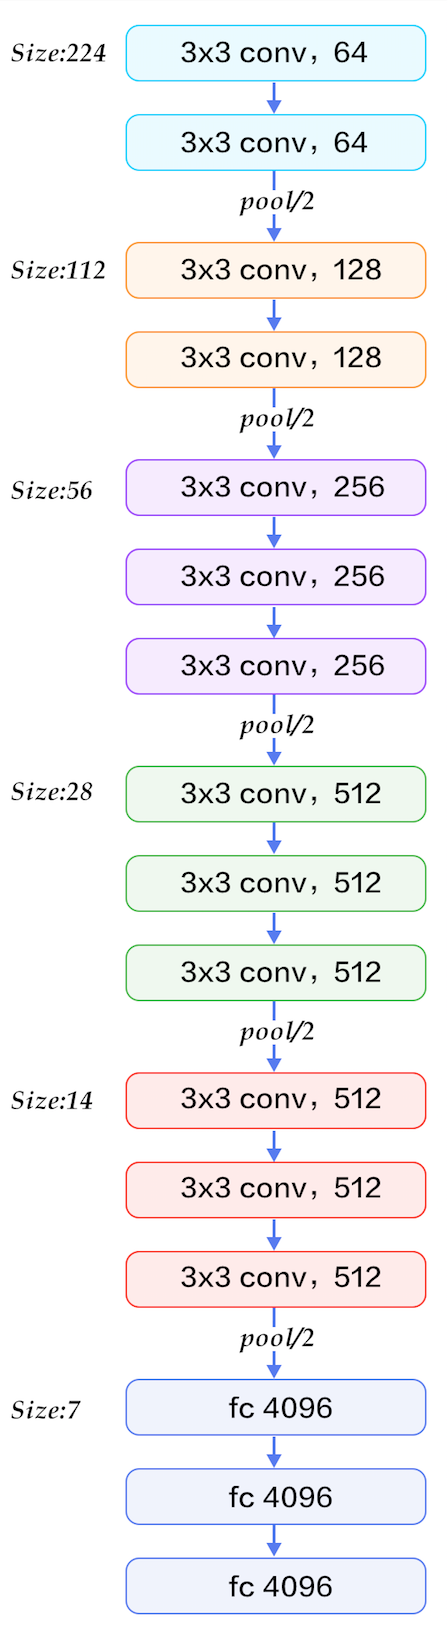 Size:224
3x3 conv，64
3x3 conv，64
pool/2
Size:112
3x3 conv，128
3x3 conv，128
pool/2
Size:56
3x3 conv，256
3x3 conv，256
3x3 conv，256
pool/2
Size:28
3x3 conv，512
3x3 conv，512
3x3 conv，512
pool/2
Size:14
3x3 conv，512
3x3 conv，512
3x3 conv，512
pool/2
Size:7
fc 4096
fc 4096
fc 4096